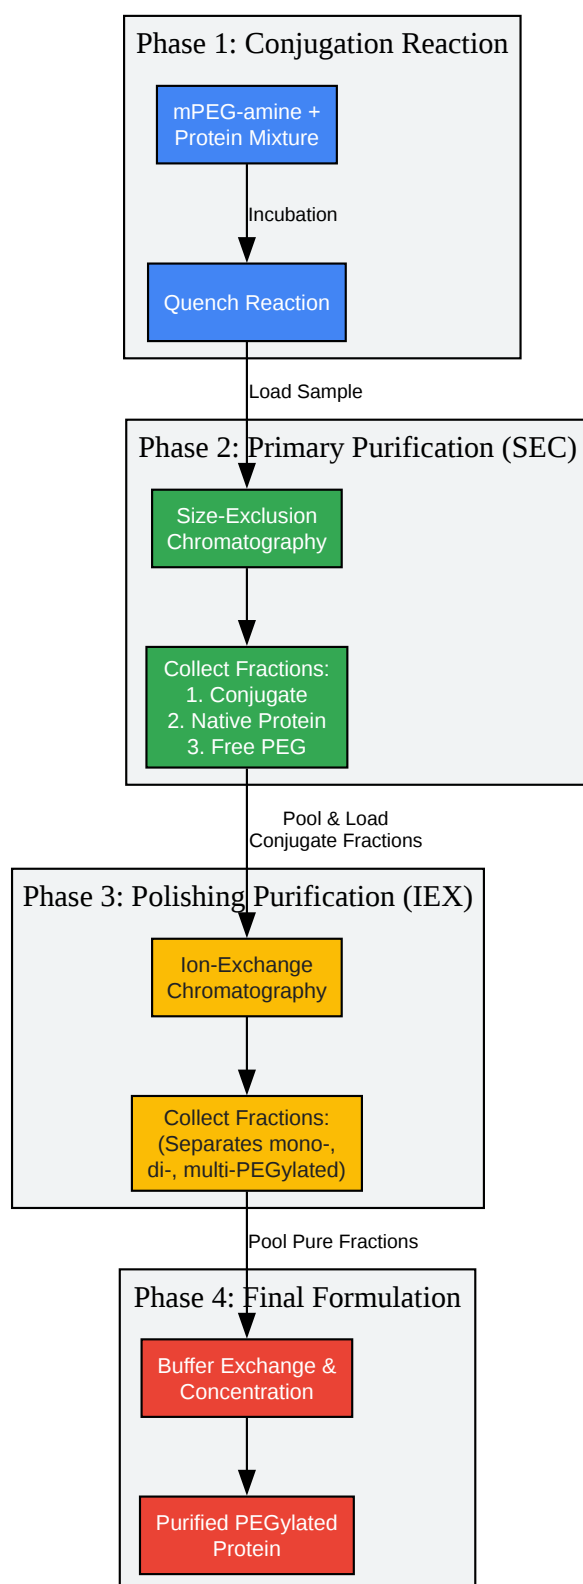 Phase 1: Conjugation Reaction
mPEG-amine +
Protein Mixture
Incubation
Quench Reaction
Load Sample
Phase 2: Primary Purification (SEC)
Size-Exclusion
Chromatography
Collect Fractions:
1. Conjugate
2. Native Protein
3. Free PEG
Pool & Load
Conjugate Fractions
Phase 3: Polishing Purification (IEX)
Ion-Exchange
Chromatography
Collect Fractions:
(Separates mono-,
di-, multi-PEGylated)
Pool Pure Fractions
Phase 4: Final Formulation
Buffer Exchange &
Concentration
Purified PEGylated
Protein